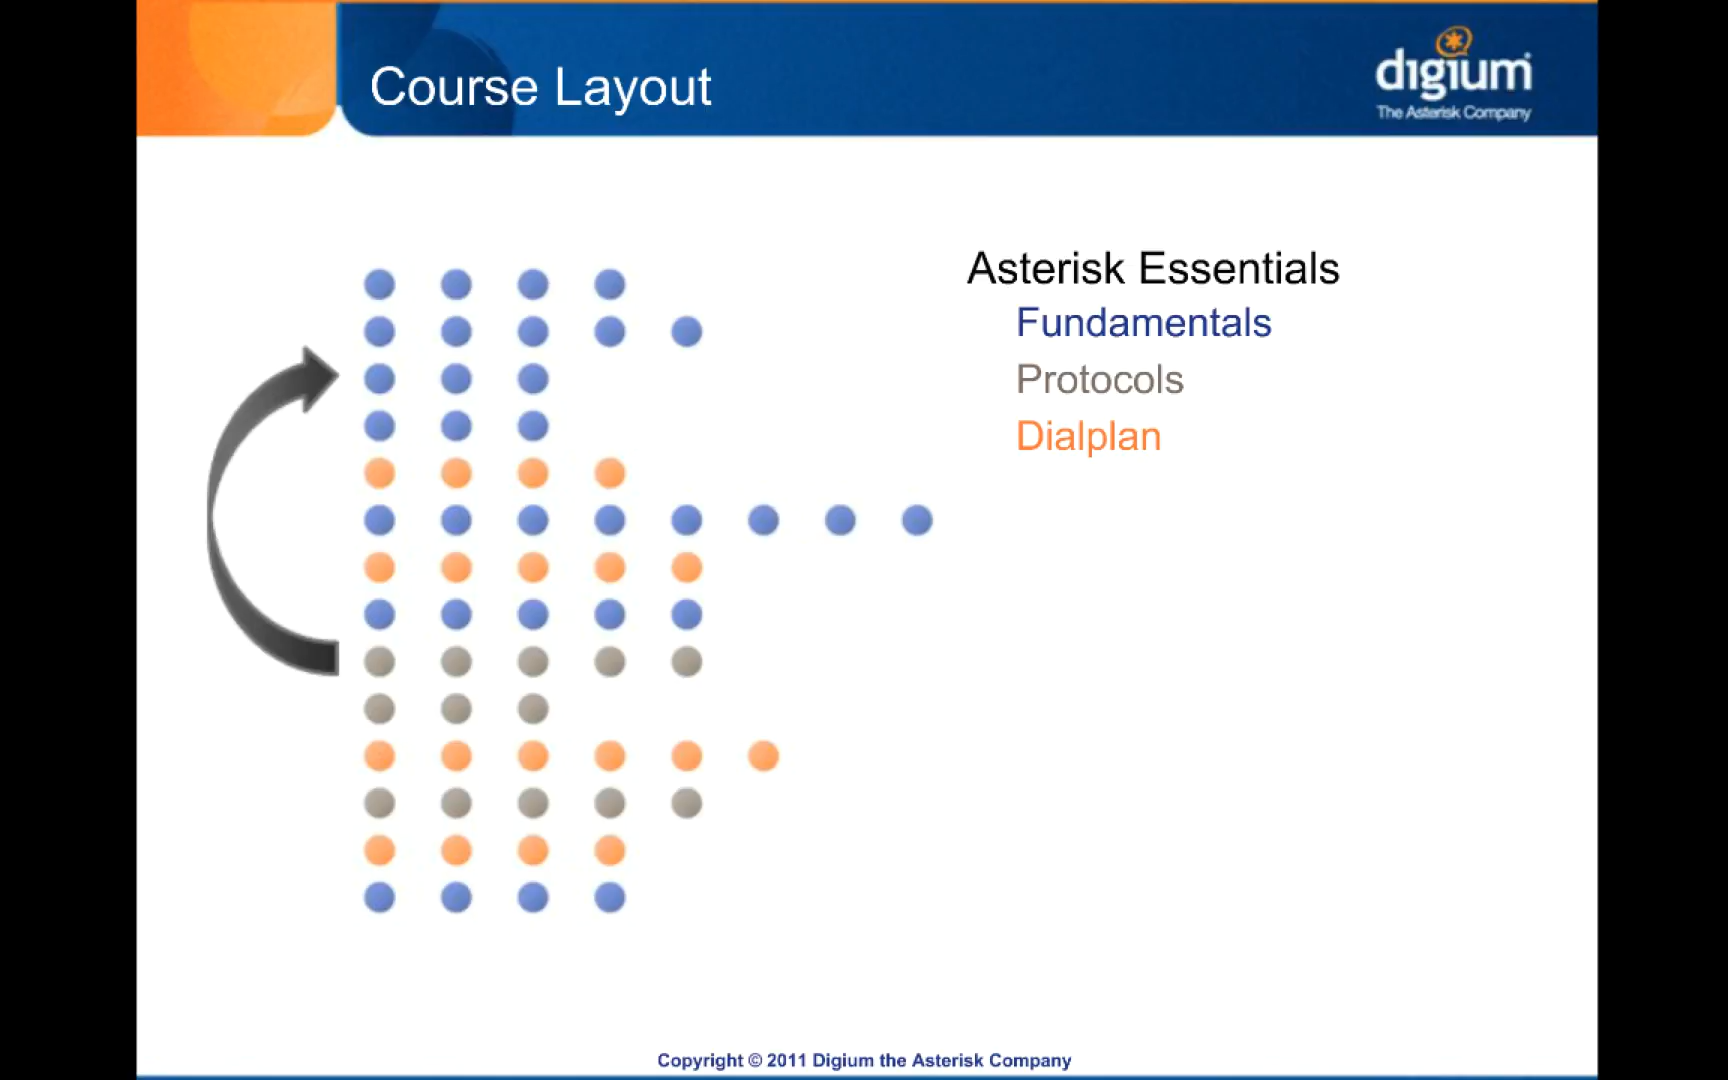 Course Layout
digium
The Asterisk Company
Asterisk Essentials
Fundamentals
Protocols
Dialplan
Copyright © 2011 Digium the Asterisk Company